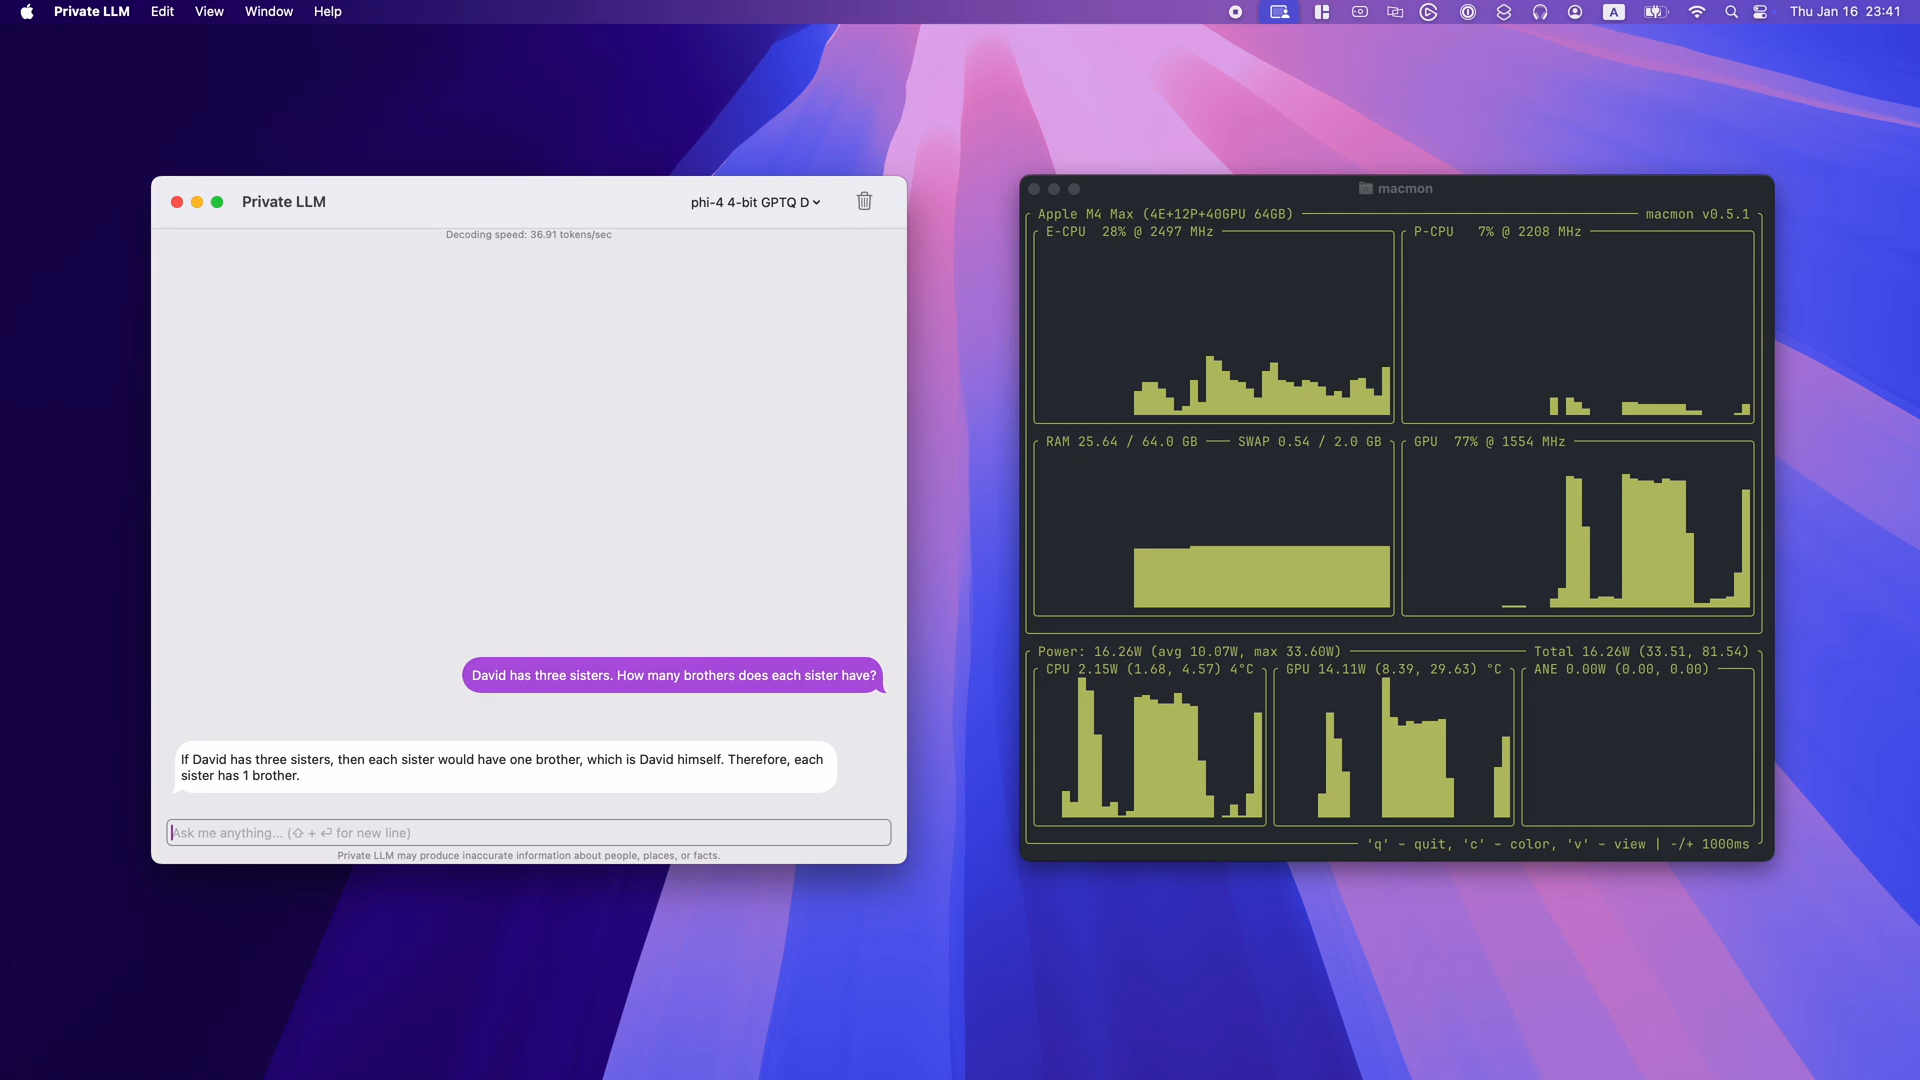 Private LLM Edit View Window Help
A
Thu Jan 16 23:41
Private LLM
phi-4 4-bit GPTQ D
Decoding speed: 36.91 tokens/sec
David has three sisters. How many brothers does each sister have?
If David has three sisters, then each sister would have one brother, which is David himself. Therefore, each
sister has 1 brother.
Ask me anything... (⇧ + ⏎ for new line)
Private LLM may produce inaccurate information about people, places, or facts.
macmon
Apple M4 Max (4E+12P+40GPU 64GB) macmon v0.5.1
E-CPU 28% @ 2497 MHz
P-CPU 7% @ 2208 MHz
RAM 25.64 / 64.0 GB SWAP 0.54 / 2.0 GB
GPU 77% @ 1554 MHz
Power: 16.26W (avg 10.07W, max 33.60W) Total 16.26W (33.51, 81.54)
CPU 2.15W (1.68, 4.57) 4°C
GPU 14.11W (8.39, 29.63) °C
ANE 0.00W (0.00, 0.00)
'q' - quit, 'c' - color, 'v' - view | -/+ 1000ms